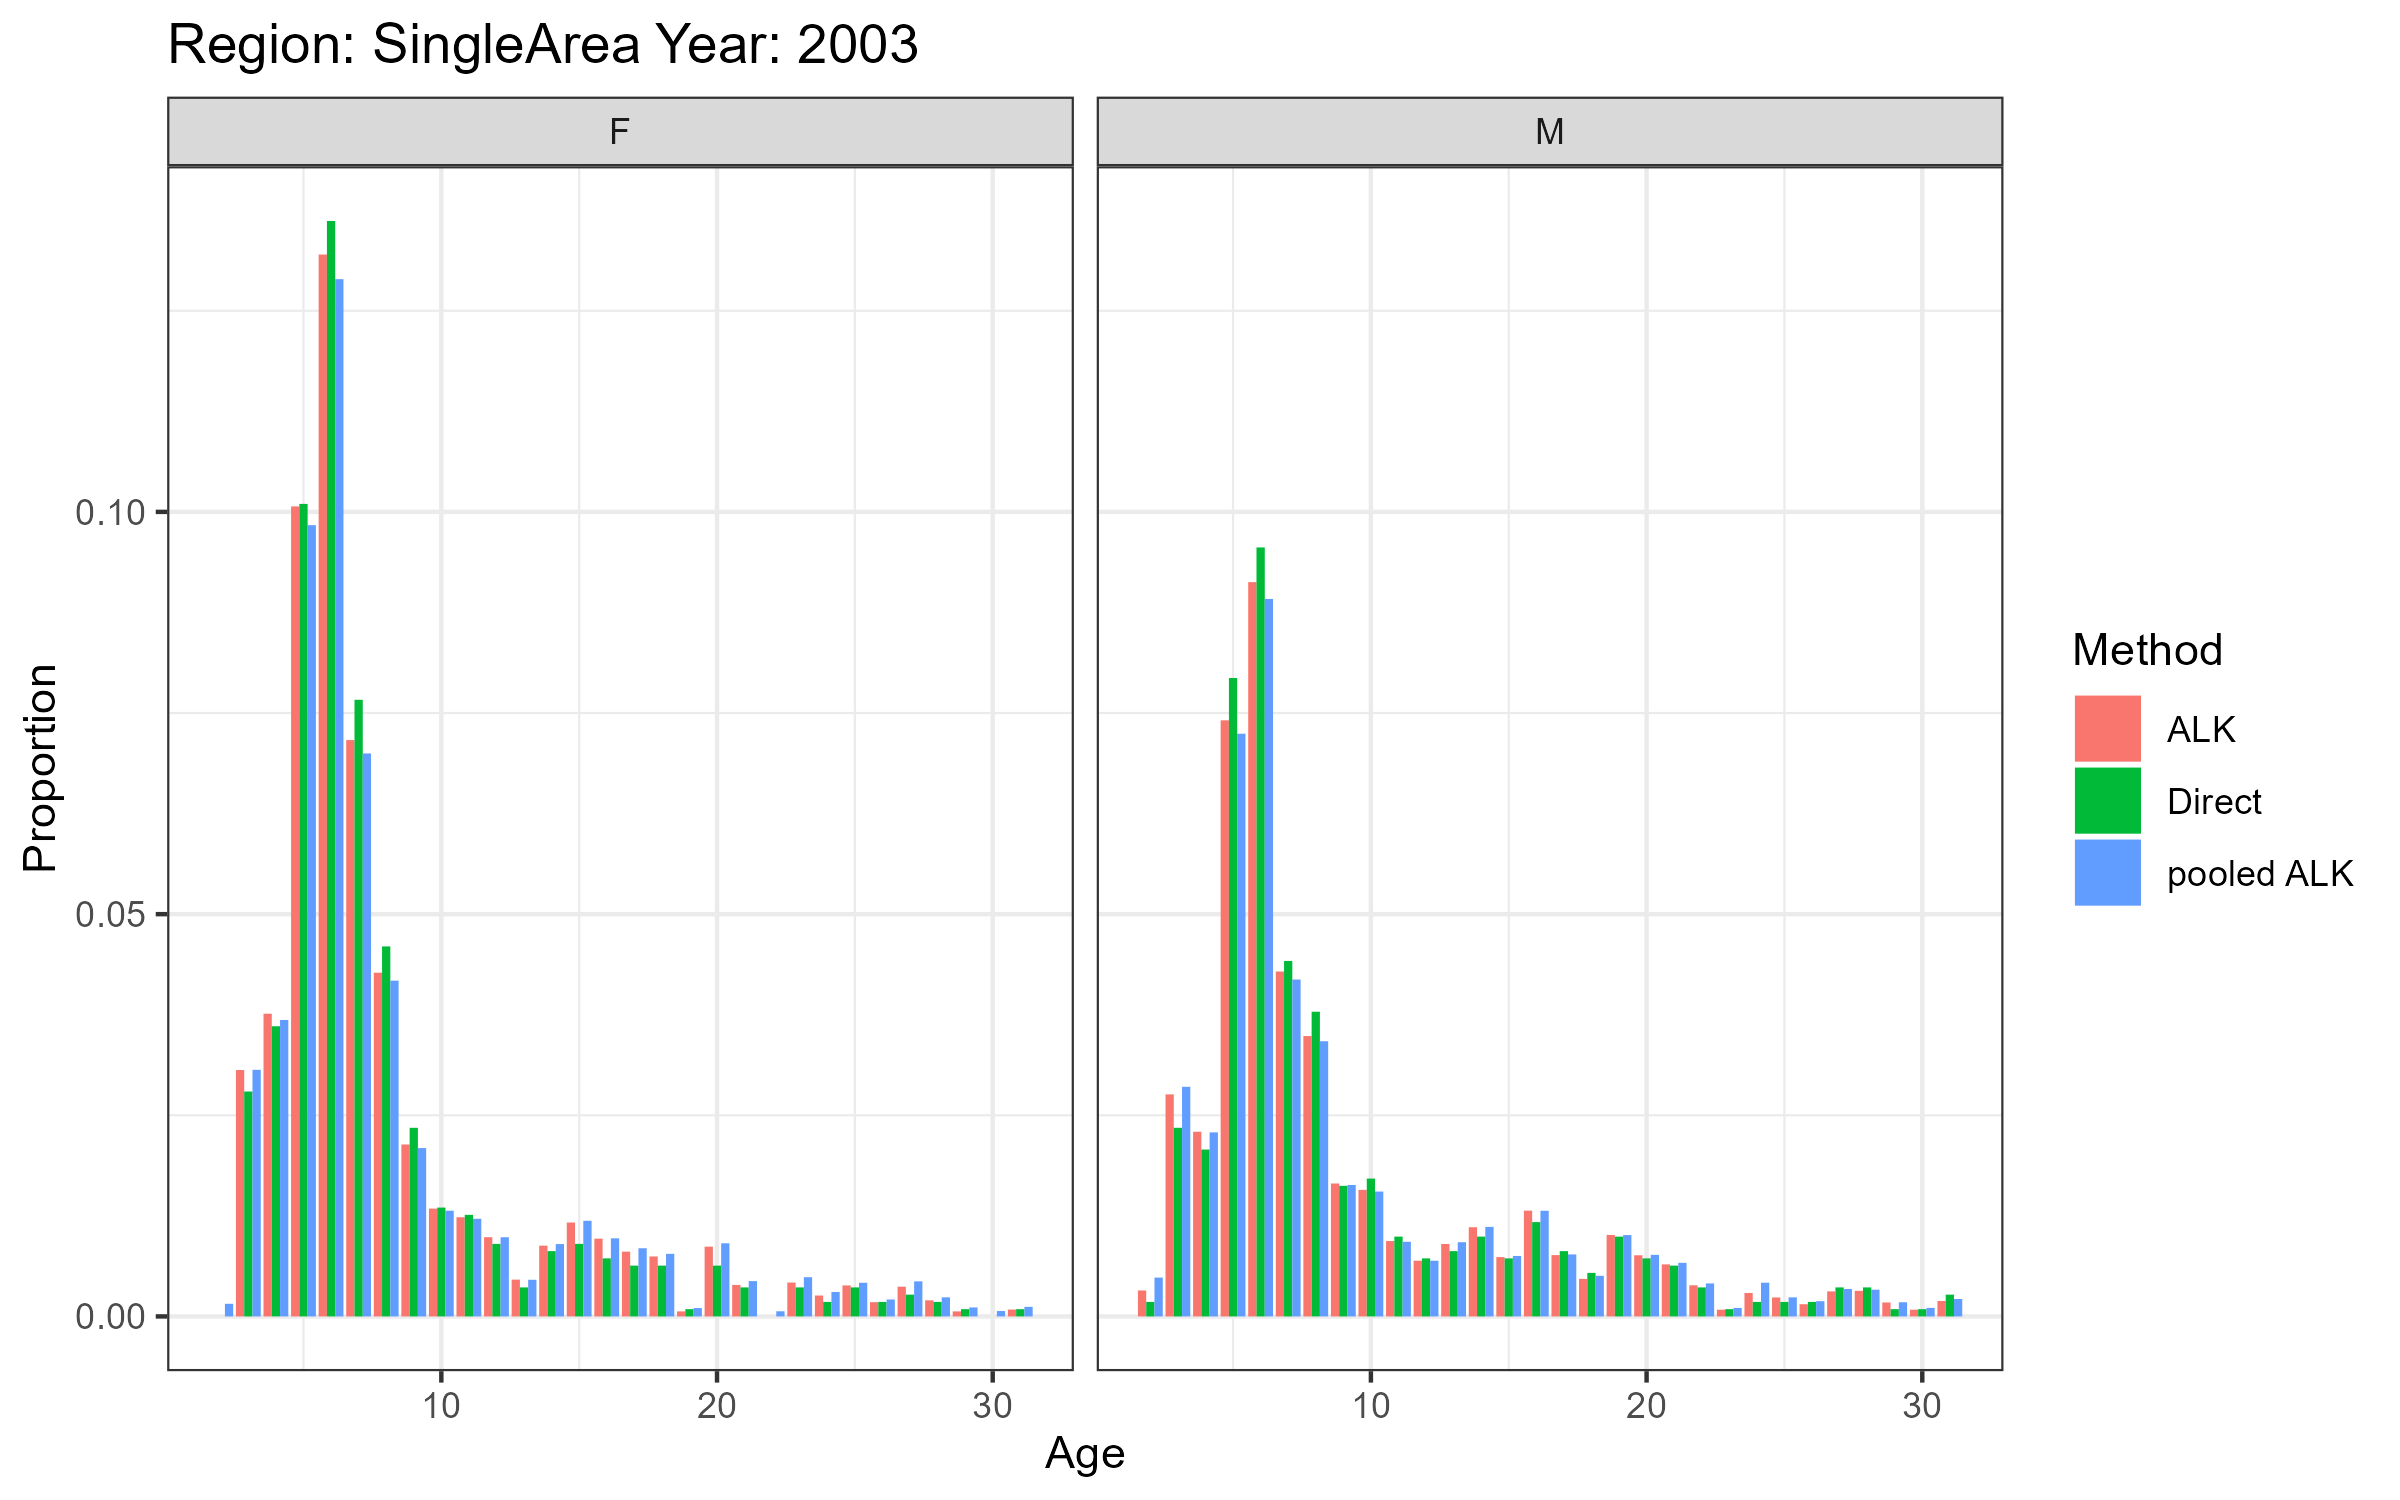 Region: SingleArea Year: 2003
F
M
0.10
0.05
0.00
Proportion
10
20
30
10
20
30
Age
Method
ALK
Direct
pooled ALK